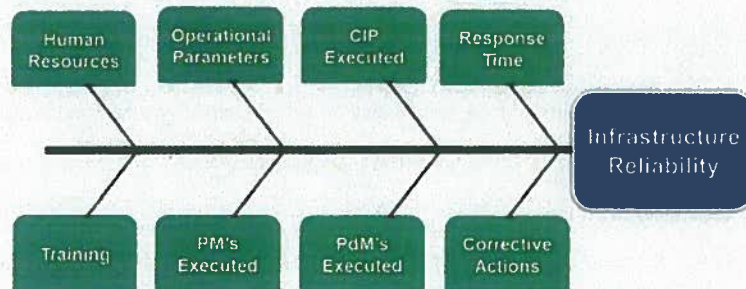 Human
Resources
Operational
Parameters
CIP
Executed
Response
Time
Infrastructure
Reliability
Training
PM's
Executed
PdM's
Executed
Corrective
Actions